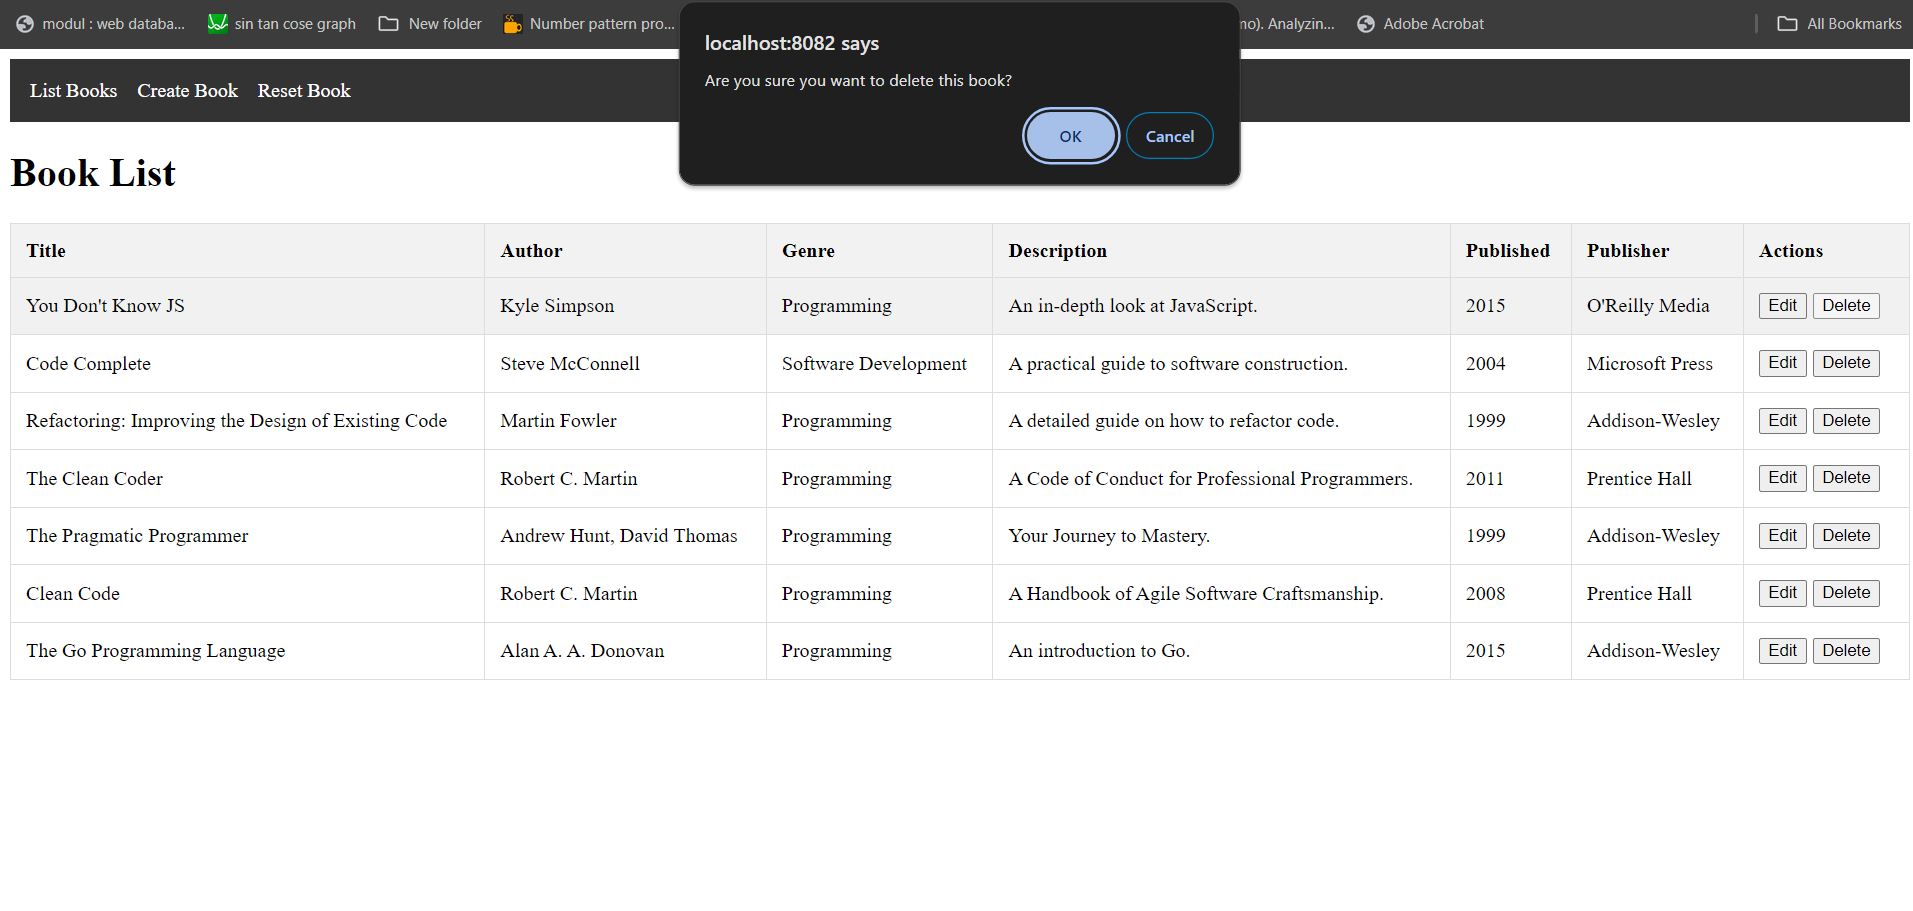 modul : web databa... sin tan cose graph New folder Number pattern pro... no). Analyzin... Adobe Acrobat All Bookmarks
localhost:8082 says
Are you sure you want to delete this book?
OK Cancel
List Books Create Book Reset Book
Book List
Title Author Genre Description Published Publisher Actions
You Don't Know JS Kyle Simpson Programming An in-depth look at JavaScript. 2015 O'Reilly Media Edit Delete
Code Complete Steve McConnell Software Development A practical guide to software construction. 2004 Microsoft Press Edit Delete
Refactoring: Improving the Design of Existing Code Martin Fowler Programming A detailed guide on how to refactor code. 1999 Addison-Wesley Edit Delete
The Clean Coder Robert C. Martin Programming A Code of Conduct for Professional Programmers. 2011 Prentice Hall Edit Delete
The Pragmatic Programmer Andrew Hunt, David Thomas Programming Your Journey to Mastery. 1999 Addison-Wesley Edit Delete
Clean Code Robert C. Martin Programming A Handbook of Agile Software Craftsmanship. 2008 Prentice Hall Edit Delete
The Go Programming Language Alan A. A. Donovan Programming An introduction to Go. 2015 Addison-Wesley Edit Delete